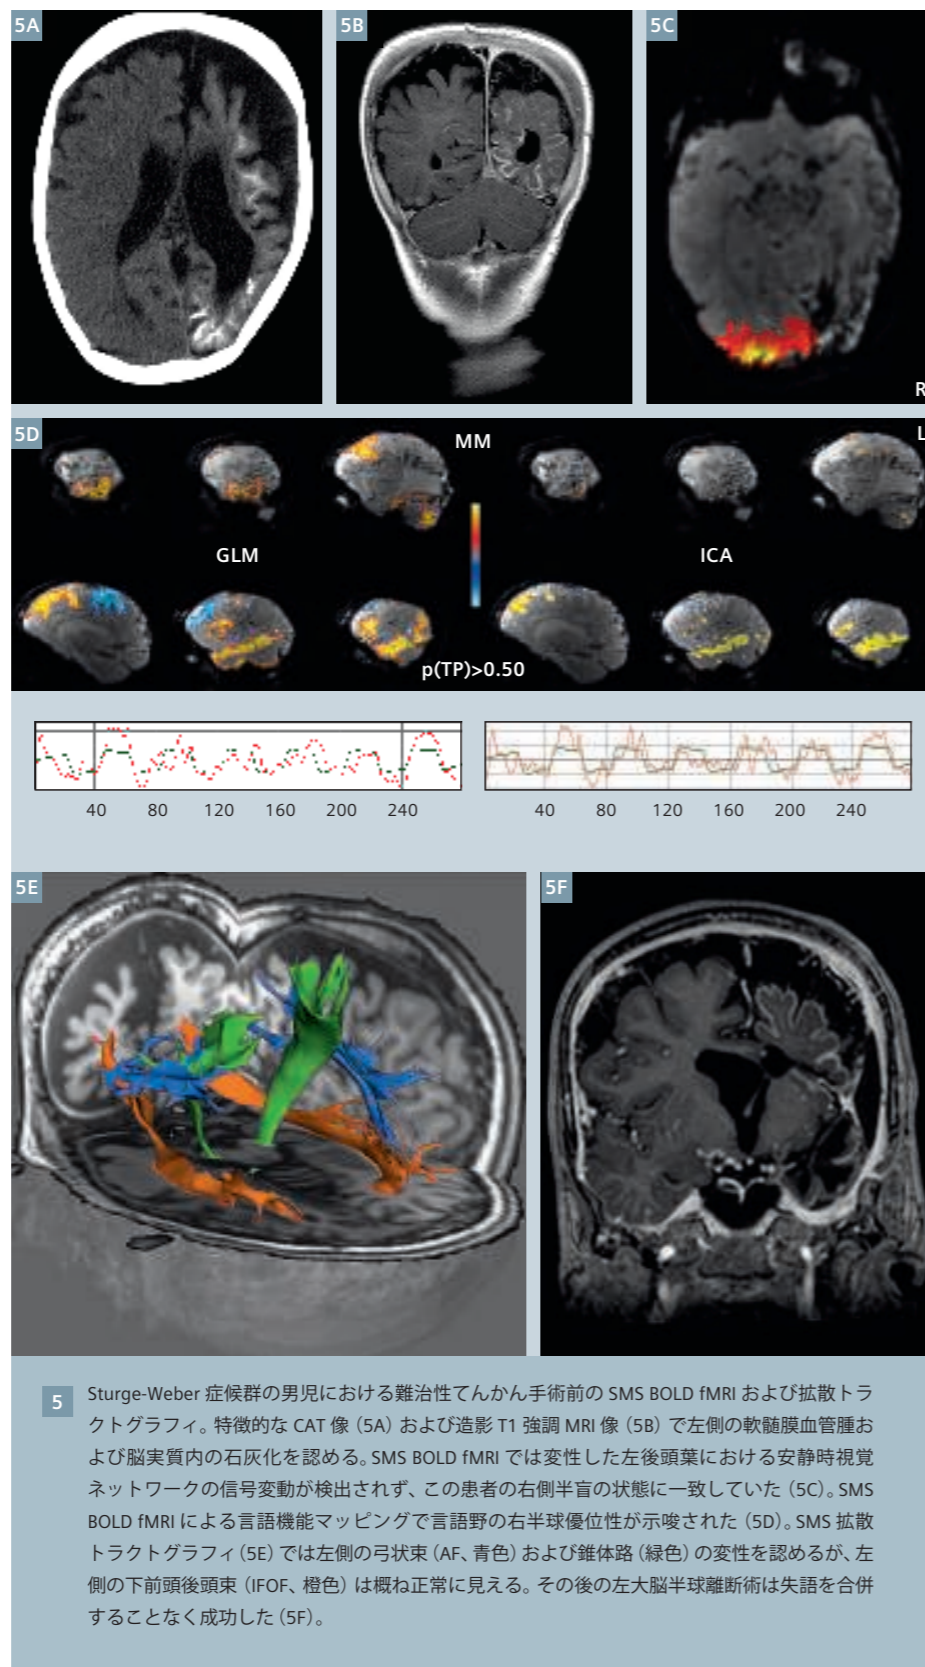 5A
5B
5C
R
5D
MM
L
GLM
ICA
p(TP)>0.50
40 80 120 160 200 240
40 80 120 160 200 240
5E
5F
5
Sturge-Weber 症候群の男児における難治性てんかん手術前の SMS BOLD fMRI および拡散トラ
クトグラフィ。特徴的な CAT 像（5A）および造影 T1 強調 MRI 像（5B）で左側の軟髄膜血管腫お
よび脳実質内の石灰化を認める。SMS BOLD fMRI では変性した左後頭葉における安静時視覚
ネットワークの信号変動が検出されず、この患者の右側半盲の状態に一致していた（5C）。SMS
BOLD fMRI による言語機能マッピングで言語野の右半球優位性が示唆された（5D）。SMS 拡散
トラクトグラフィ（5E）では左側の弓状束（AF、青色）および錐体路（緑色）の変性を認めるが、左
側の下前頭後頭束（IFOF、橙色）は概ね正常に見える。その後の左大脳半球離断術は失語を合併
することなく成功した（5F）。